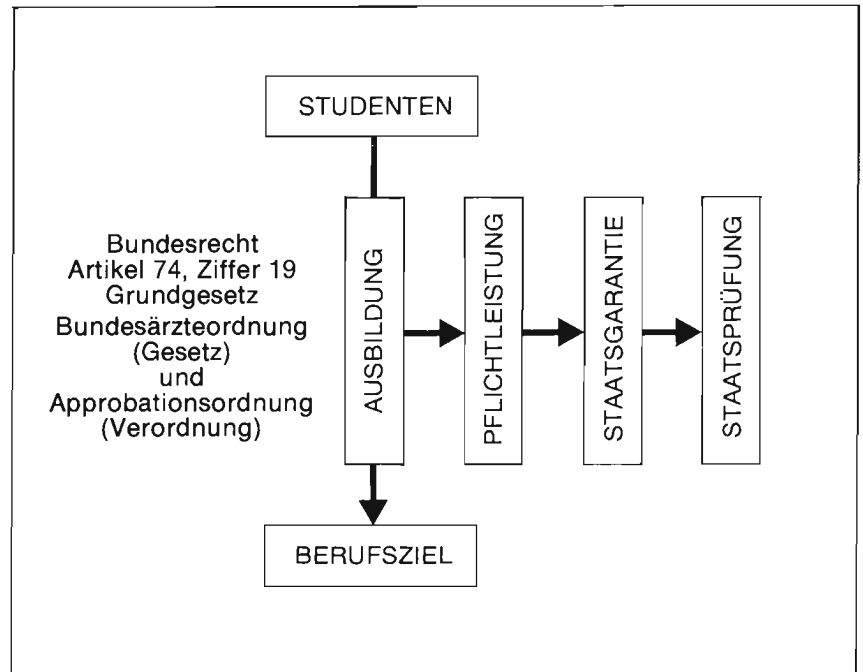 STUDENTEN
Bundesrecht
Artikel 74, Ziffer 19
Grundgesetz
Bundesärzteordnung
(Gesetz)
und
Approbationsordnung
(Verordnung)
AUSBILDUNG
PFLICHTLEISTUNG
STAATSGARANTIE
STAATSPRÜFUNG
BERUFSZIEL